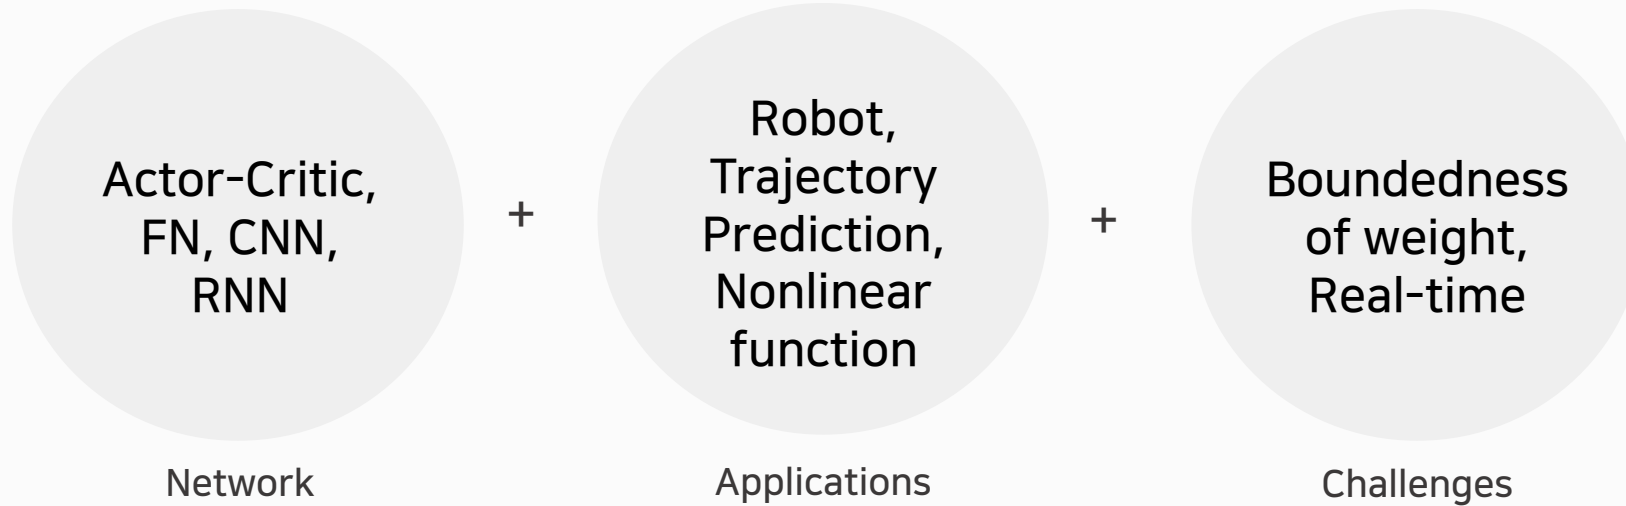 Actor-Critic,
FN, CNN,
RNN
Network
+
Robot,
Trajectory
Prediction,
Nonlinear
function
Applications
+
Boundedness
of weight,
Real-time
Challenges